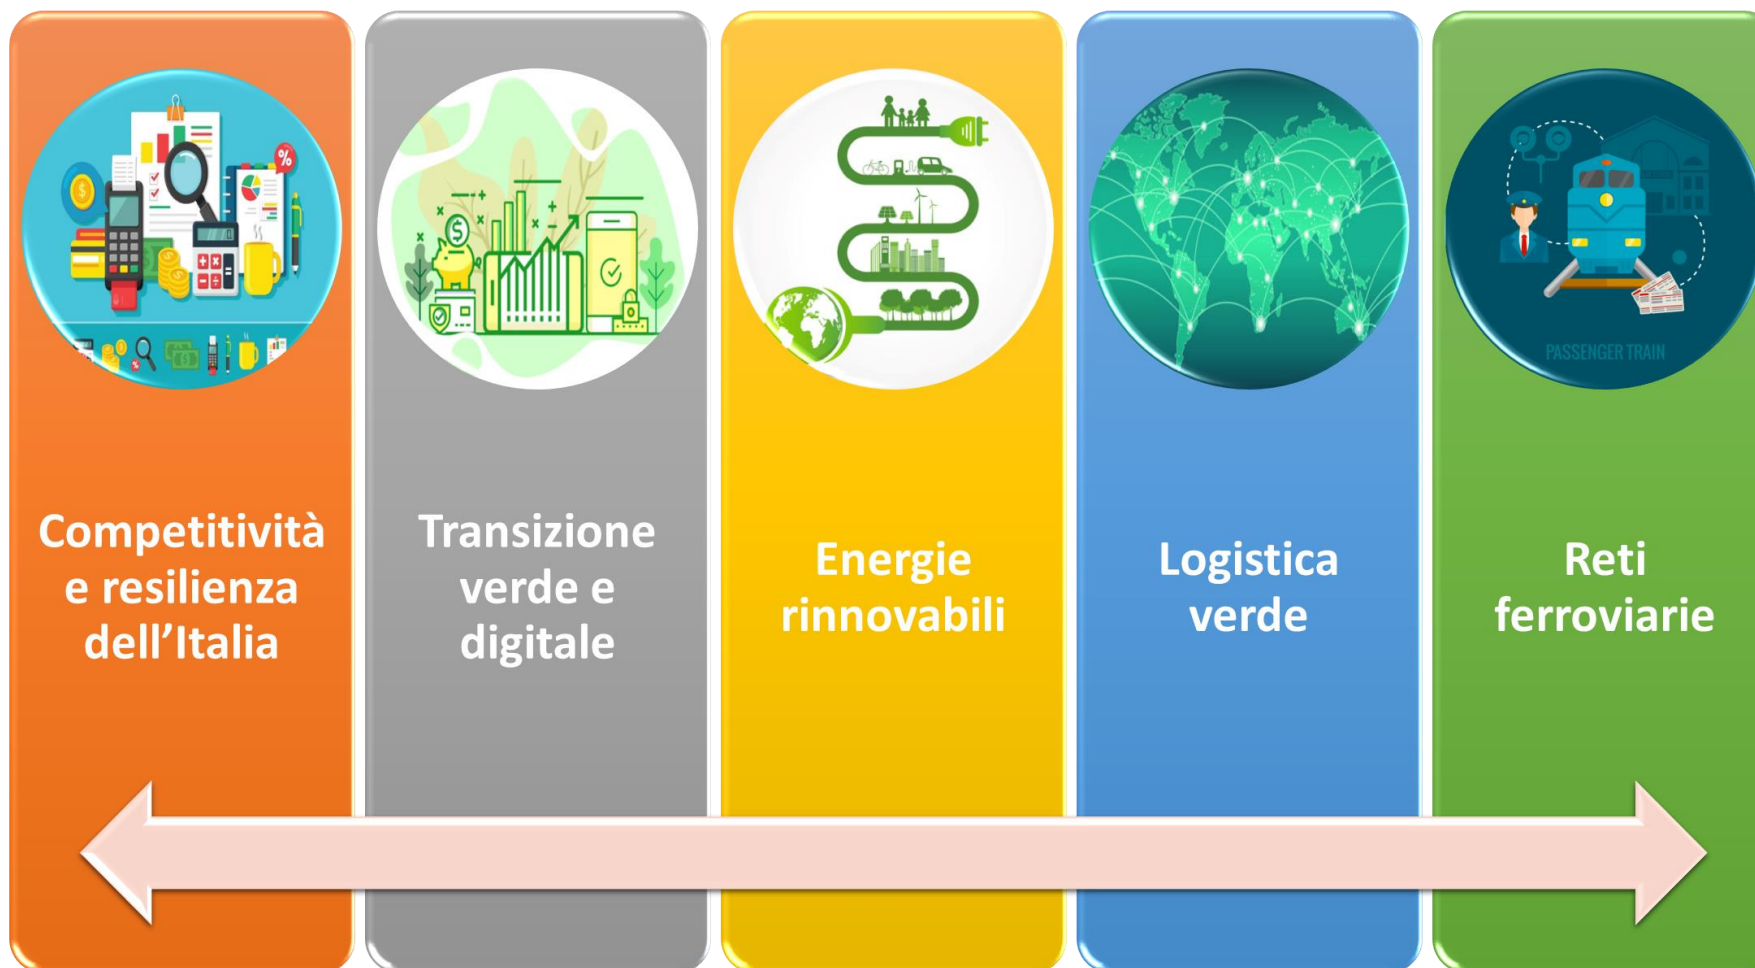 Competitività
e resilienza
dell’Italia
Transizione
verde e
digitale
Energie
rinnovabili
Logistica
verde
Reti
ferroviarie
PASSENGER TRAIN